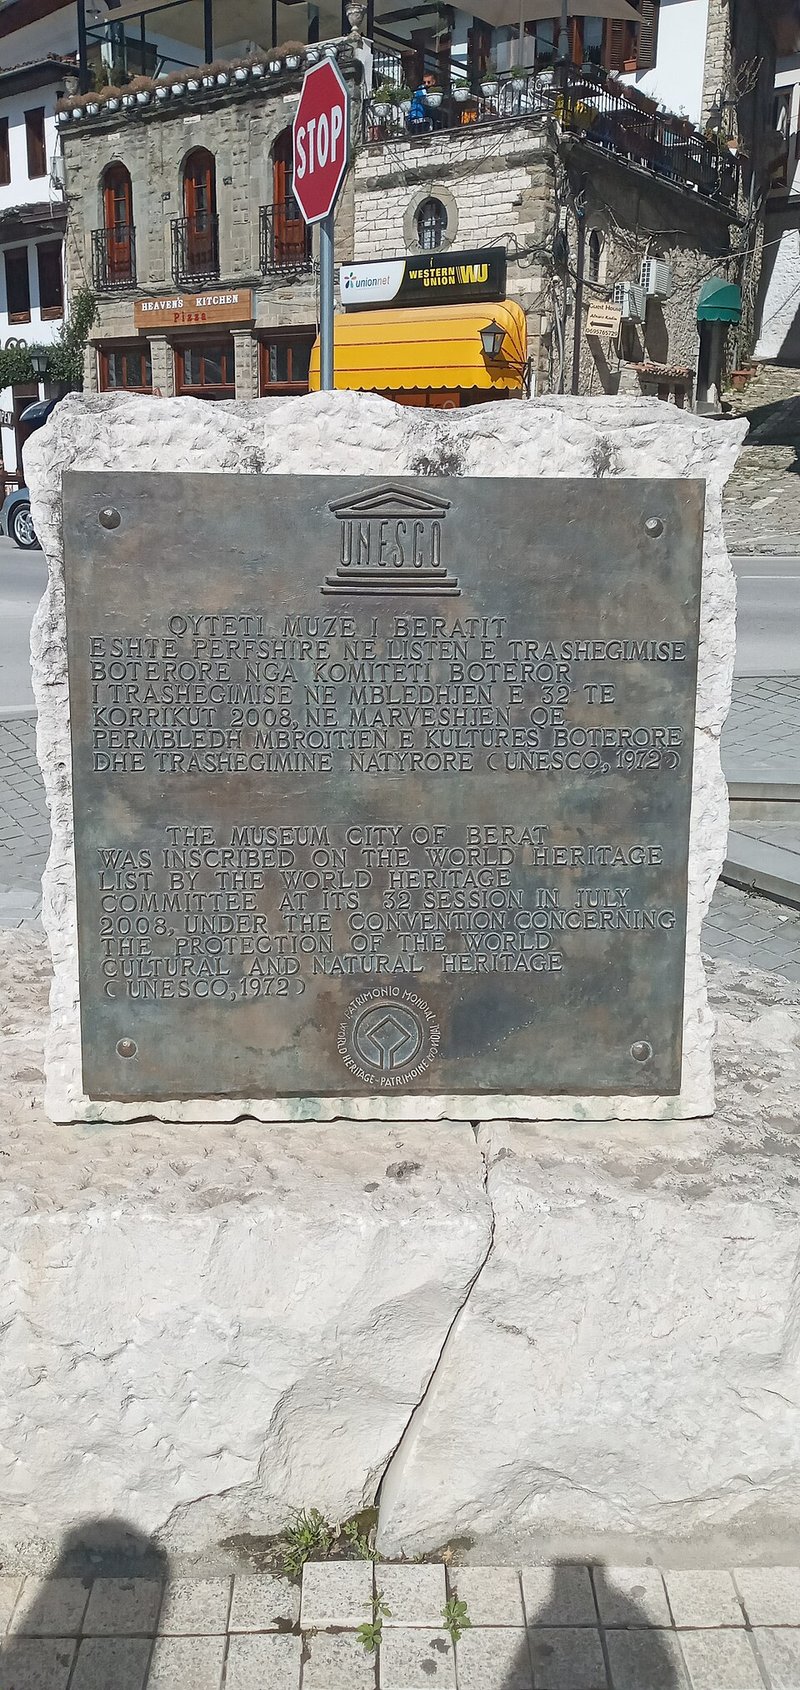 STOP
unionnet
WESTERN
UNION WU
HEAVEN'S KITCHEN
Pizza
Guest House
UNESCO
QYTETI MUZE I BERATIT
ESHTE PERFSHIRE NE LISTEN E TRASHEGIMISE
BOTERORE NGA KOMITETI BOTEROR
I TRASHEGIMISE NE MBLEDHJEN E 32-TE
KORRIKUT 2008, NE MARVESHJEN QE
PERMBLEDH MBROJTJEN E KULTURES BOTERORE
DHE TRASHEGIMINE NATYRORE (UNESCO, 1972)
THE MUSEUM CITY OF BERAT
WAS INSCRIBED ON THE WORLD HERITAGE
LIST BY THE WORLD HERITAGE
COMMITTEE AT ITS 32 SESSION IN JULY
2008, UNDER THE CONVENTION CONCERNING
THE PROTECTION OF THE WORLD
CULTURAL AND NATURAL HERITAGE
(UNESCO, 1972)
PATRIMONIO MUNDIAL
WORLD HERITAGE - PATRIMOINE MONDIAL